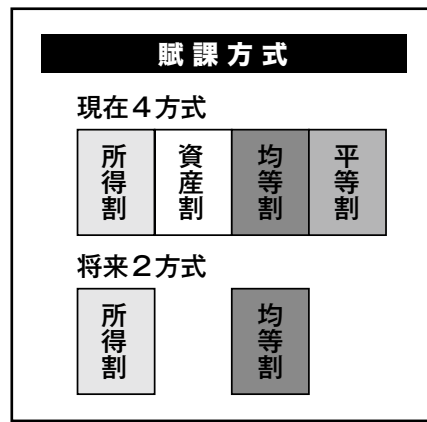 賦課方式
現在4方式
所得割
資産割
均等割
平等割
将来2方式
所得割
均等割